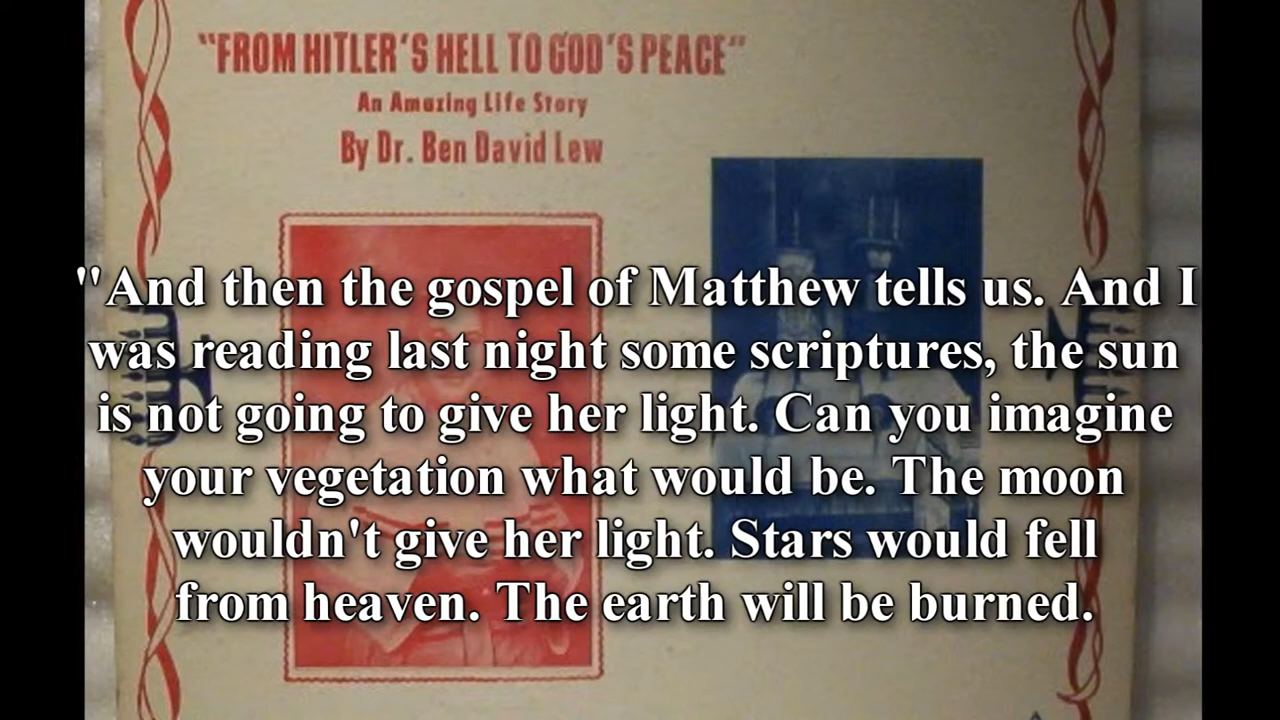 "FROM HITLER'S HELL TO GOD'S PEACE"
An Amazing Life Story
By Dr. Ben David Lew
"And then the gospel of Matthew tells us. And I
was reading last night some scriptures, the sun
is not going to give her light. Can you imagine
your vegetation what would be. The moon
wouldn't give her light. Stars would fell
from heaven. The earth will be burned.